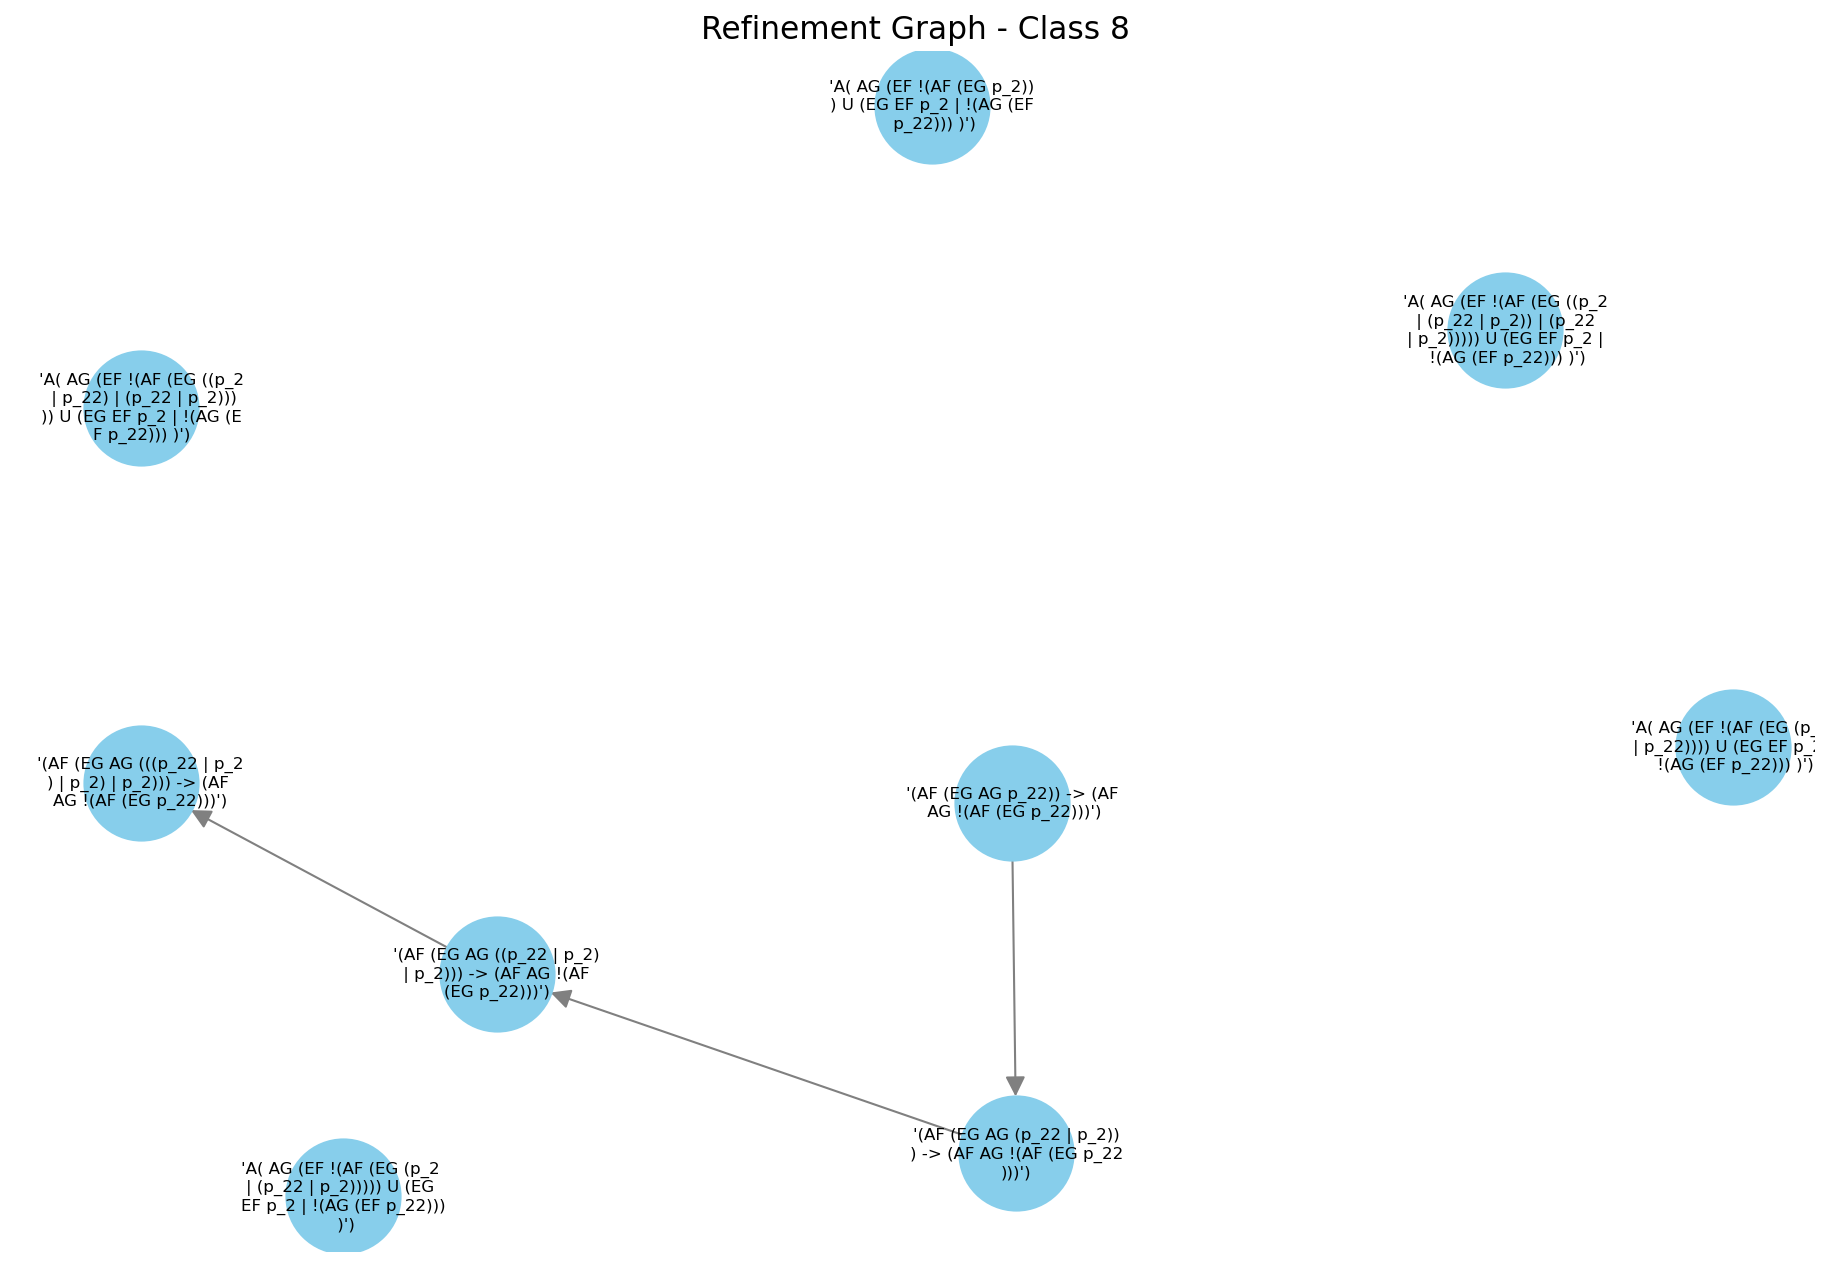 Refinement Graph - Class 8
'A( AG (EF !(AF (EG p_2))
) U (EG EF p_2 | !(AG (EF
p_22))) )')
'A( AG (EF !(AF (EG ((p_2
| (p_22 | p_2)) | (p_22
| p_2))))) U (EG EF p_2 |
!(AG (EF p_22))) )')
'A( AG (EF !(AF (EG ((p_2
| p_22) | (p_22 | p_2)))
)) U (EG EF p_2 | !(AG (E
F p_22))) )')
'A( AG (EF !(AF (EG (p_
| p_22)))) U (EG EF p_2
!(AG (EF p_22))) )')
'(AF (EG AG (((p_22 | p_2
) | p_2) | p_2))) -> (AF
AG !(AF (EG p_22)))')
'(AF (EG AG p_22)) -> (AF
AG !(AF (EG p_22)))')
'(AF (EG AG ((p_22 | p_2)
| p_2))) -> (AF AG !(AF
(EG p_22)))')
'(AF (EG AG (p_22 | p_2))
) -> (AF AG !(AF (EG p_22
)))')
'A( AG (EF !(AF (EG (p_2
| (p_22 | p_2))))) U (EG
EF p_2 | !(AG (EF p_22)))
)')